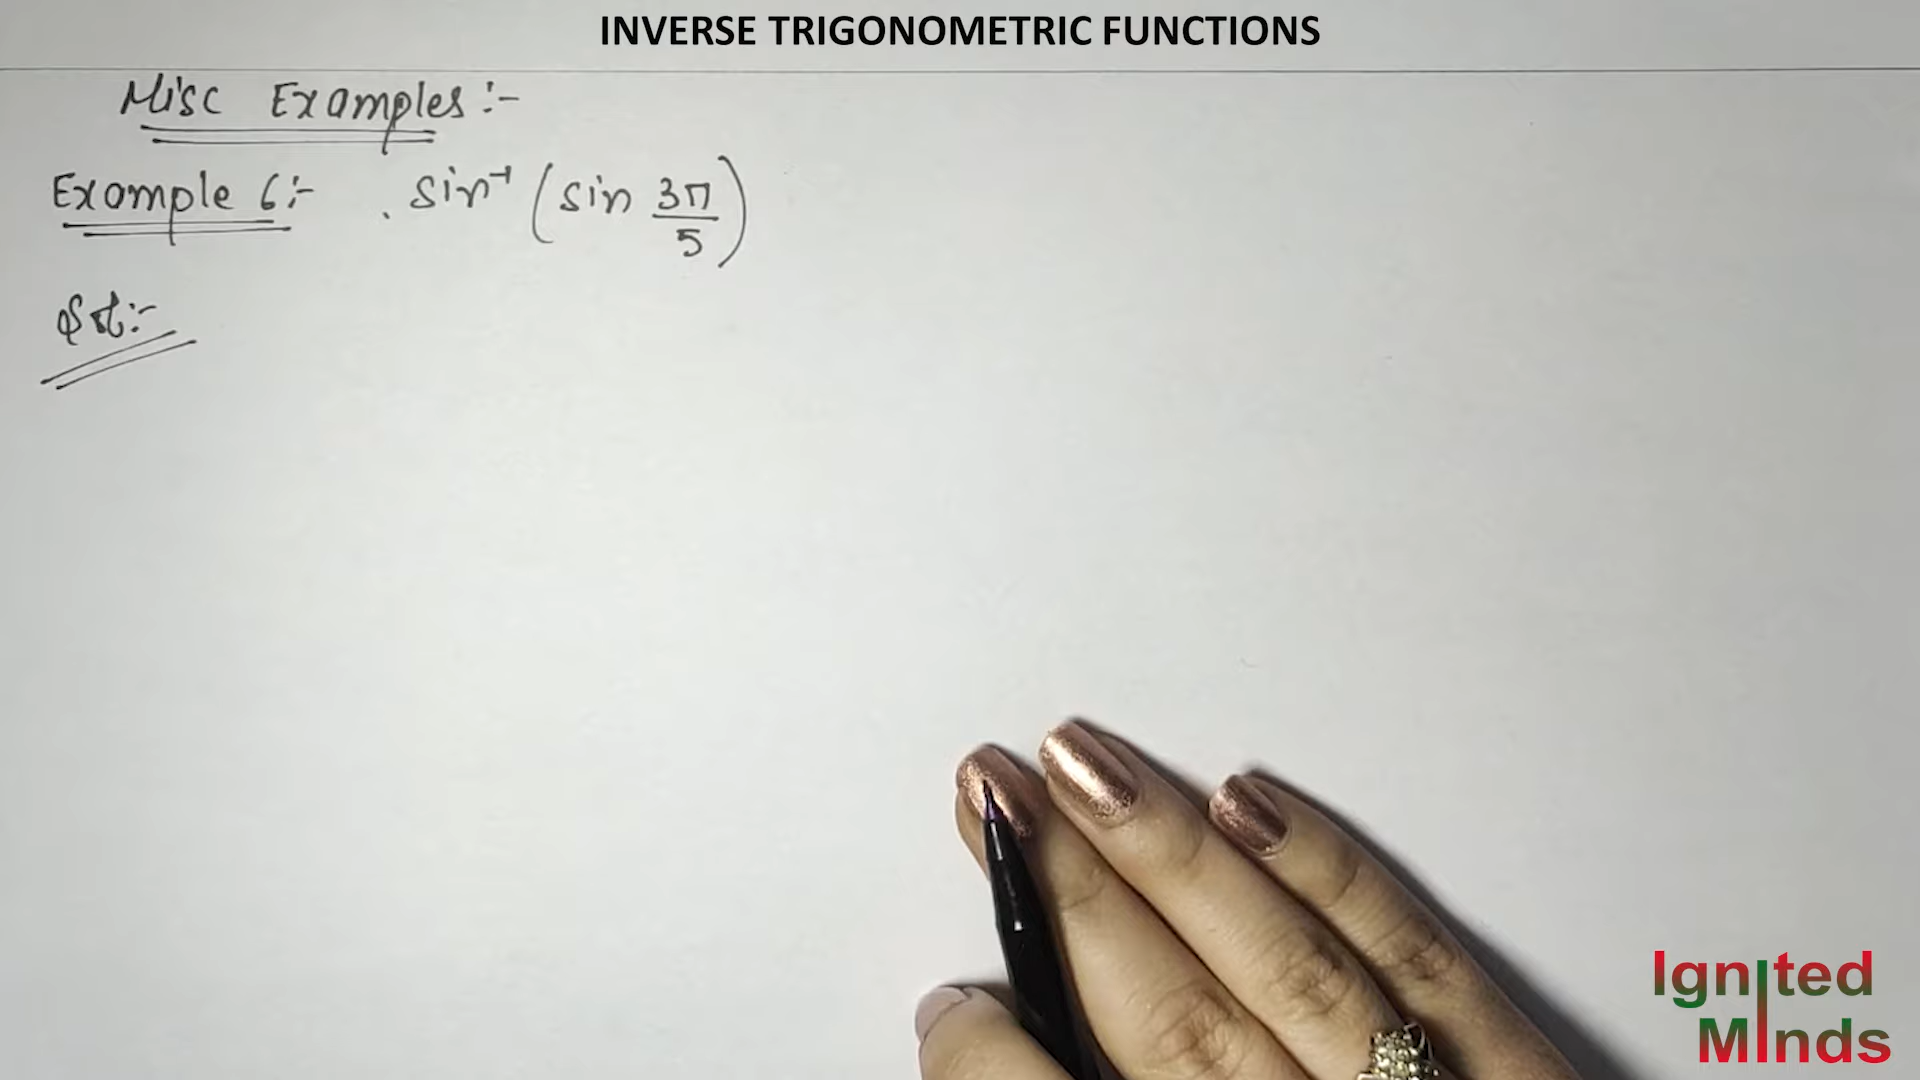 INVERSE TRIGONOMETRIC FUNCTIONS
Misc Examples:-
Example 6:- . sin⁻¹ (sin 3π/5)
Sol:-
Ignited
Minds